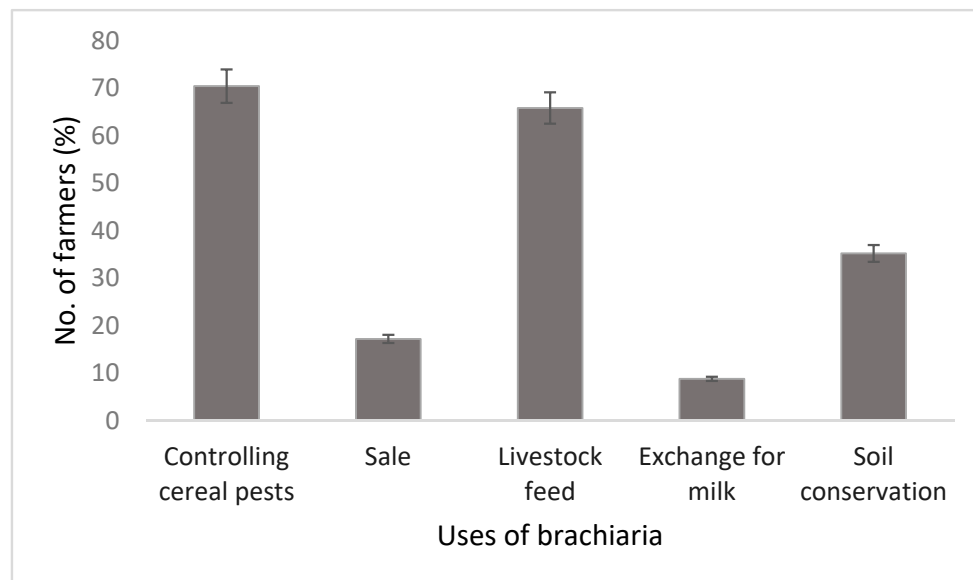 80
70
60
50
40
30
20
10
0
No. of farmers (%)
Controlling
cereal pests
Sale
Livestock
feed
Exchange for
milk
Soil
conservation
Uses of brachiaria